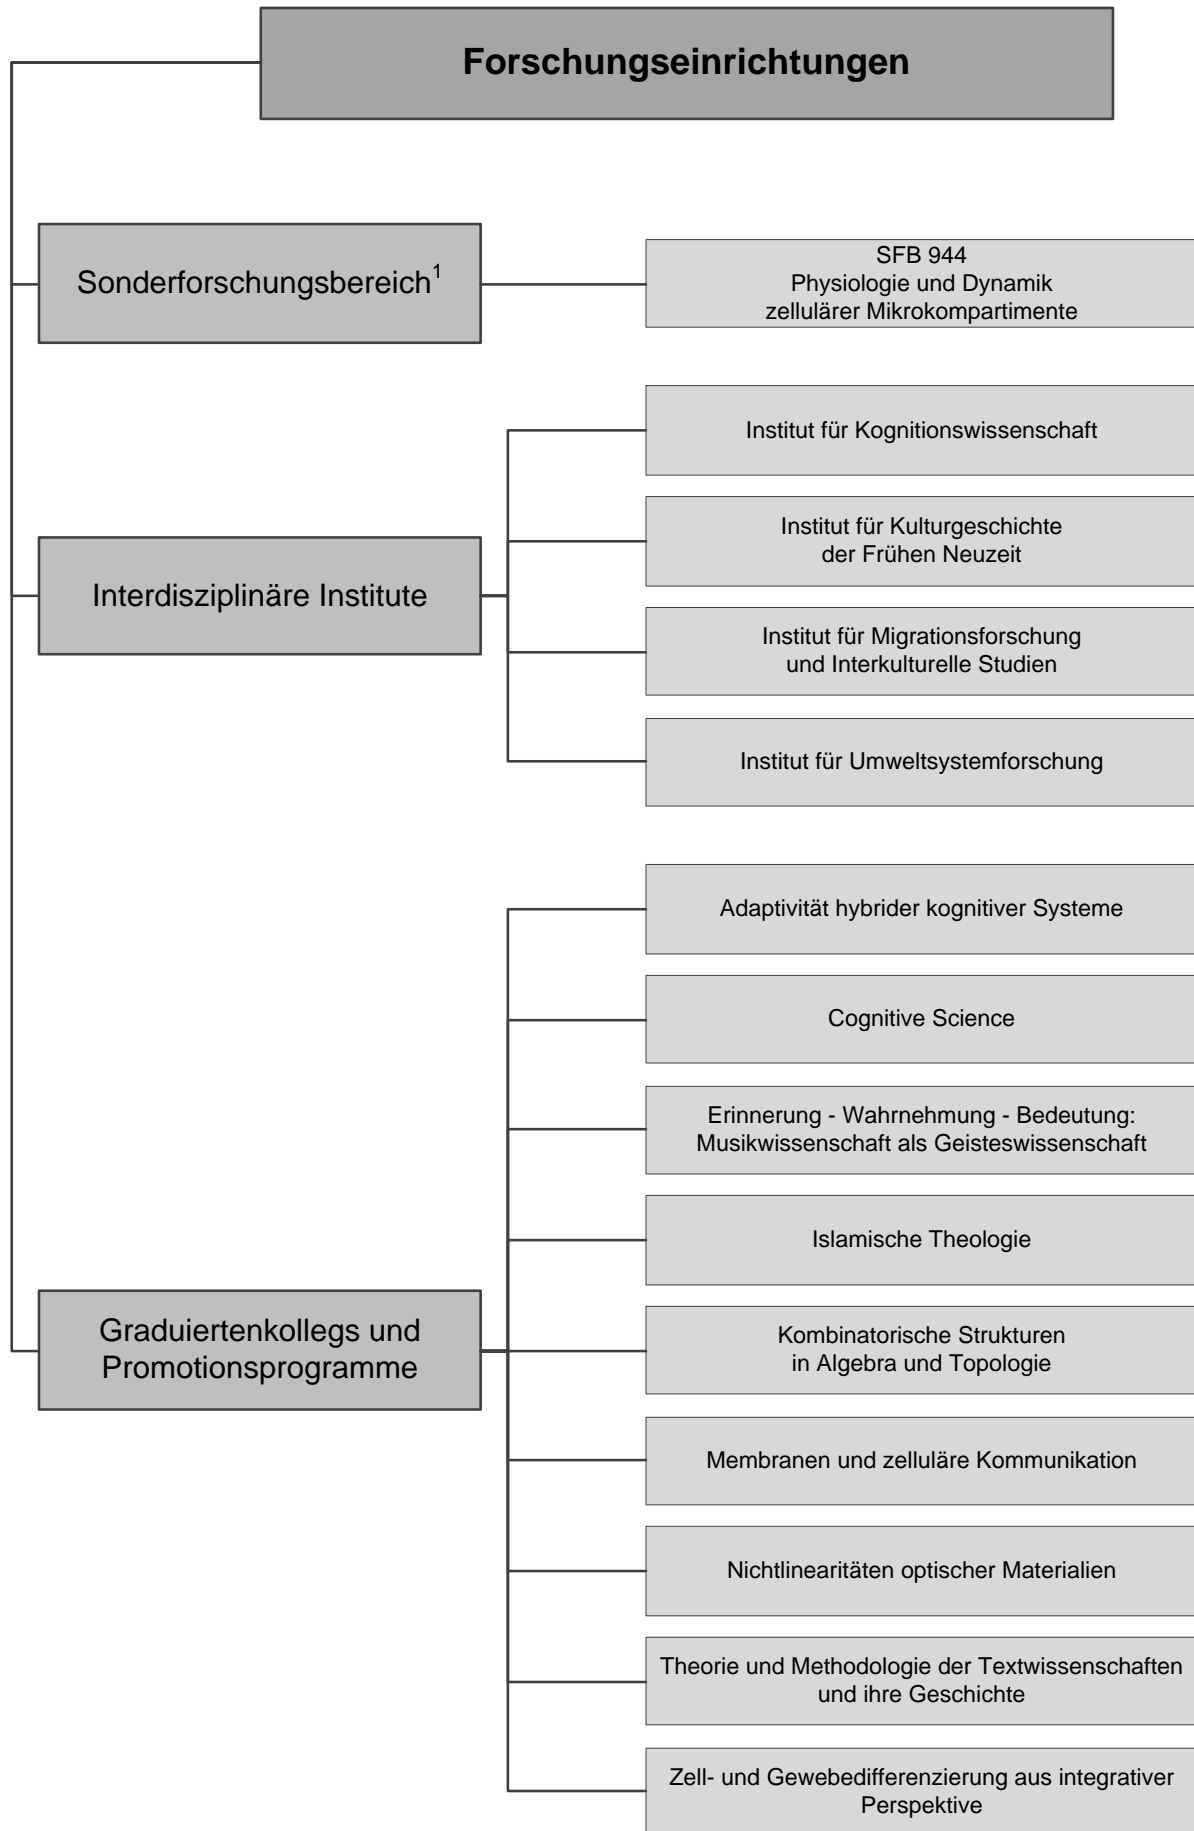 Forschungseinrichtungen
Sonderforschungsbereich¹
SFB 944
Physiologie und Dynamik
zellulärer Mikrokompartimente
Interdisziplinäre Institute
Institut für Kognitionswissenschaft
Institut für Kulturgeschichte
der Frühen Neuzeit
Institut für Migrationsforschung
und Interkulturelle Studien
Institut für Umweltsystemforschung
Graduiertenkollegs und
Promotionsprogramme
Adaptivität hybrider kognitiver Systeme
Cognitive Science
Erinnerung - Wahrnehmung - Bedeutung:
Musikwissenschaft als Geisteswissenschaft
Islamische Theologie
Kombinatorische Strukturen
in Algebra und Topologie
Membranen und zelluläre Kommunikation
Nichtlinearitäten optischer Materialien
Theorie und Methodologie der Textwissenschaften
und ihre Geschichte
Zell- und Gewebedifferenzierung aus integrativer
Perspektive